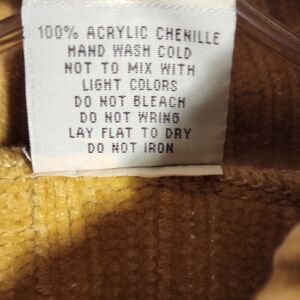 100% ACRYLIC CHENILLE
HAND WASH COLD
NOT TO MIX WITH
LIGHT COLORS
DO NOT BLEACH
DO NOT WRING
LAY FLAT TO DRY
DO NOT IRON